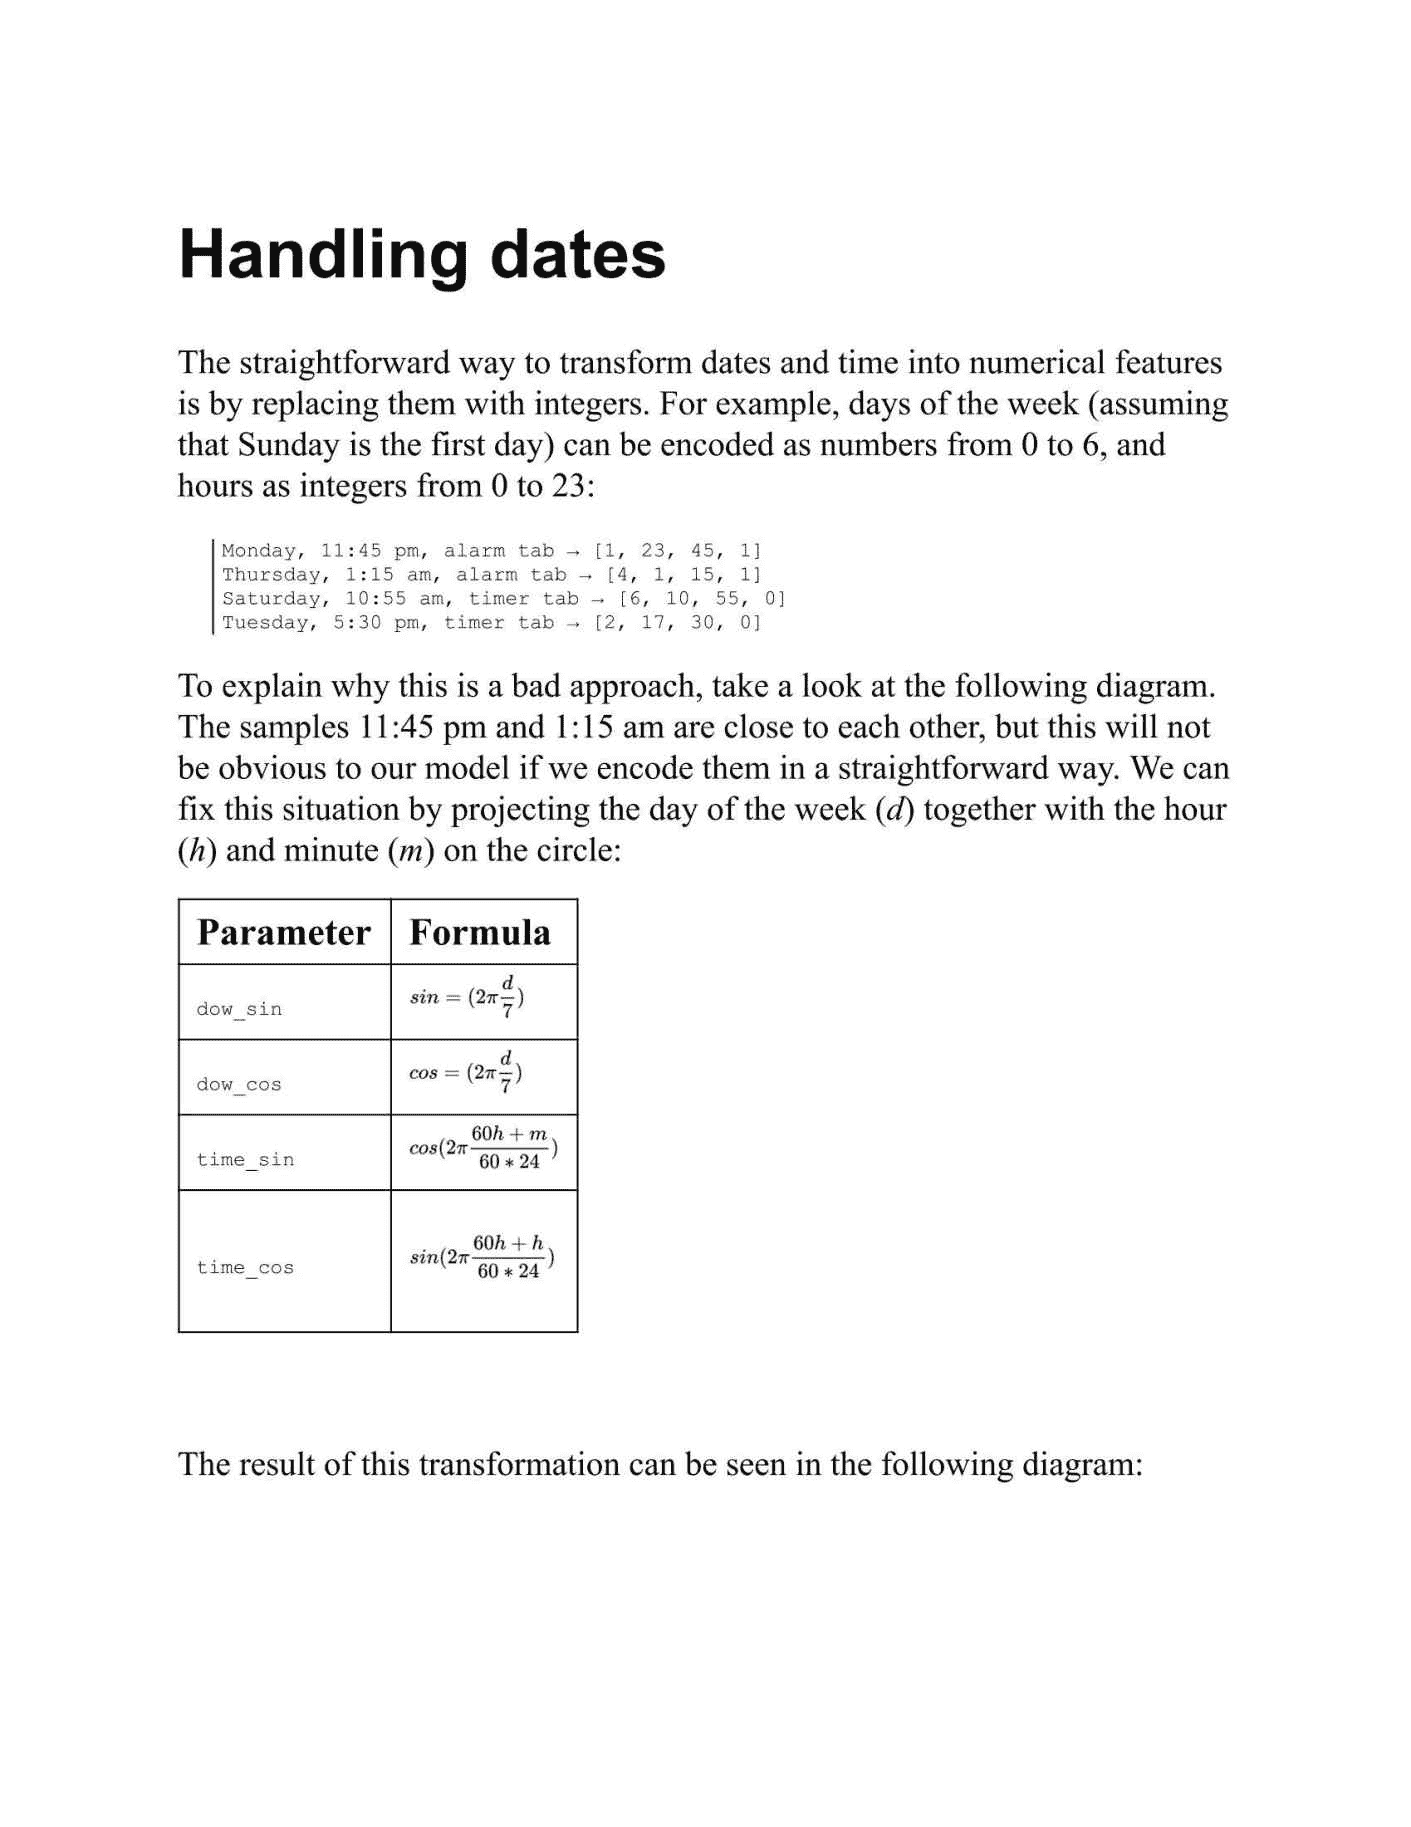 Handling dates
The straightforward way to transform dates and time into numerical features
is by replacing them with integers. For example, days of the week (assuming
that Sunday is the first day) can be encoded as numbers from 0 to 6, and
hours as integers from 0 to 23:
Monday, 11:45 pm, alarm tab → [1, 23, 45, 1]
Thursday, 1:15 am, alarm tab → [4, 1, 15, 1]
Saturday, 10:55 am, timer tab → [6, 10, 55, 0]
Tuesday, 5:30 pm, timer tab → [2, 17, 30, 0]
To explain why this is a bad approach, take a look at the following diagram.
The samples 11:45 pm and 1:15 am are close to each other, but this will not
be obvious to our model if we encode them in a straightforward way. We can
fix this situation by projecting the day of the week (d) together with the hour
(h) and minute (m) on the circle:
Parameter Formula
dow_sin sin = (2π d/7)
dow_cos cos = (2π d/7)
time_sin cos(2π (60h + m)/(60 * 24))
time_cos sin(2π (60h + h)/(60 * 24))
The result of this transformation can be seen in the following diagram: